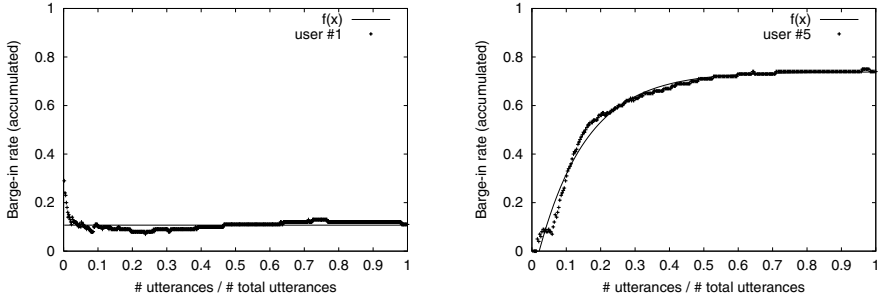 f(x)
user #1
Barge-in rate (accumulated)
1
0.8
0.6
0.4
0.2
0
0 0.1 0.2 0.3 0.4 0.5 0.6 0.7 0.8 0.9 1
# utterances / # total utterances
f(x)
user #5
Barge-in rate (accumulated)
1
0.8
0.6
0.4
0.2
0
0 0.1 0.2 0.3 0.4 0.5 0.6 0.7 0.8 0.9 1
# utterances / # total utterances